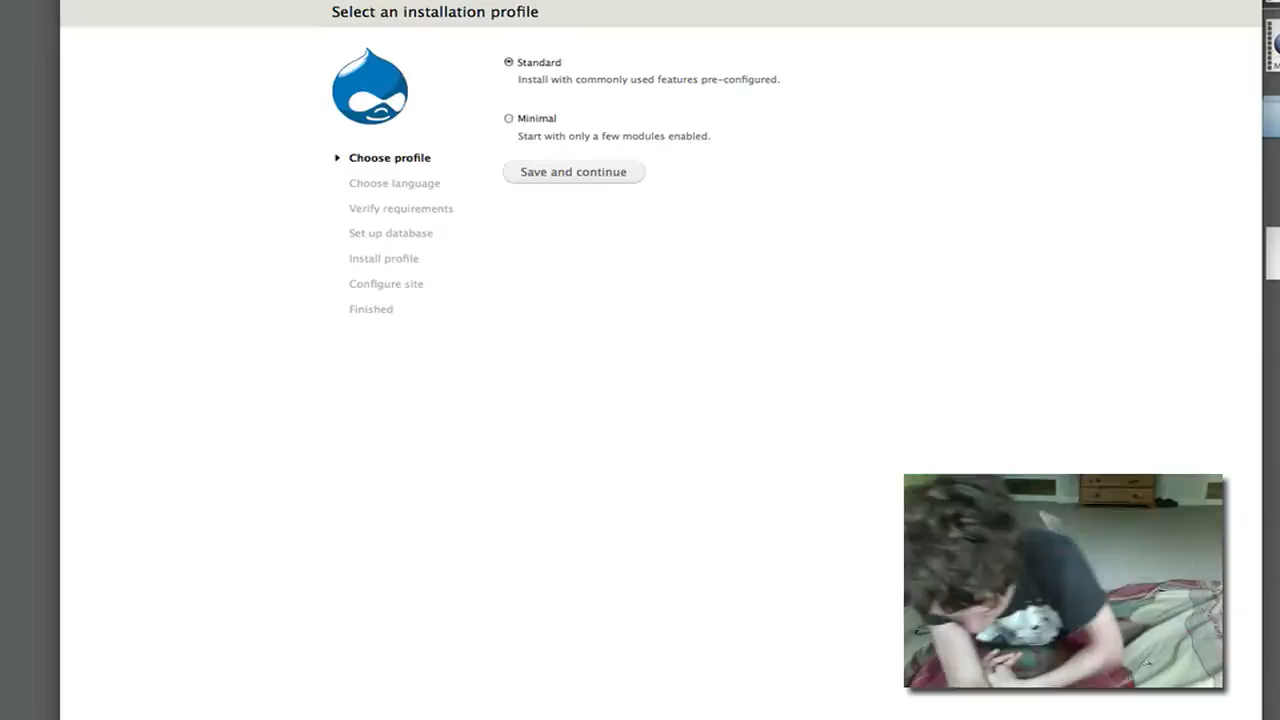 Select an installation profile
Standard
Install with commonly used features pre-configured.
Minimal
Start with only a few modules enabled.
Save and continue
Choose profile
Choose language
Verify requirements
Set up database
Install profile
Configure site
Finished